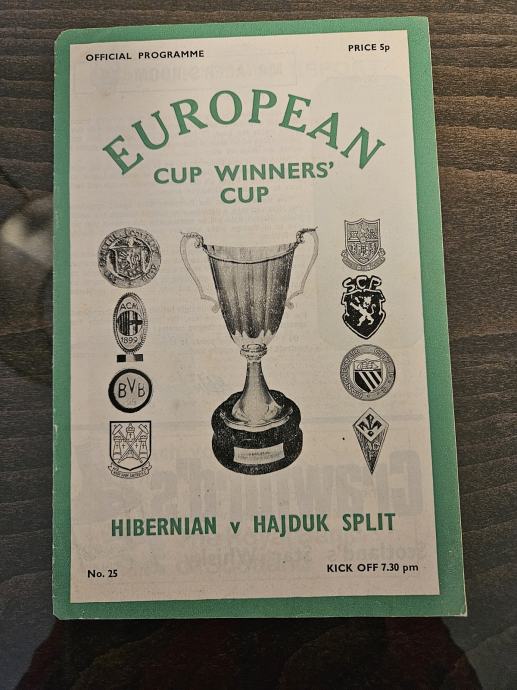 OFFICIAL PROGRAMME
PRICE 5p
EUROPEAN
CUP WINNERS'
CUP
ACM
1899
BVB
SCP
HIBERNIAN v HAJDUK SPLIT
No. 25
KICK OFF 7.30 pm